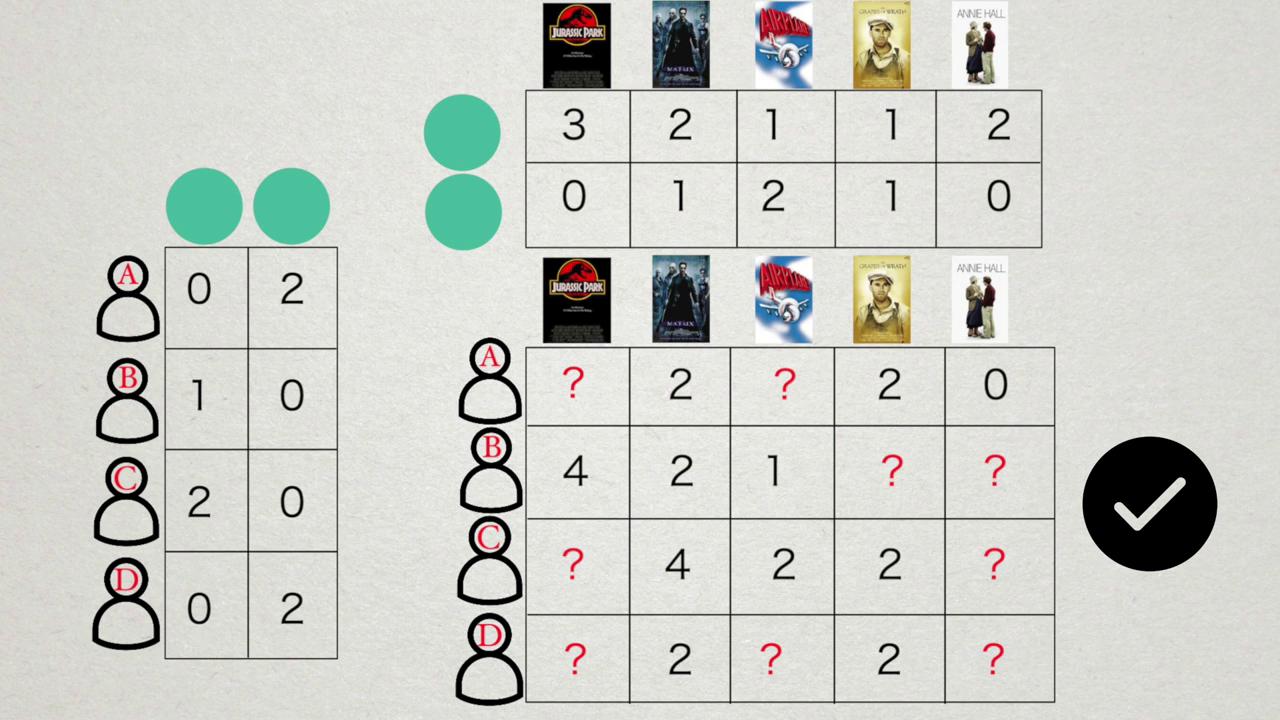 JURASSIC PARK
MATRIX
AIRPLANE
GRAPES OF WRATH
ANNIE HALL
3 2 1 1 2
0 1 2 1 0
A 0 2
B 1 0
C 2 0
D 0 2
JURASSIC PARK
MATRIX
AIRPLANE
GRAPES OF WRATH
ANNIE HALL
A ? 2 ? 2 0
B 4 2 1 ? ?
C ? 4 2 2 ?
D ? 2 ? 2 ?